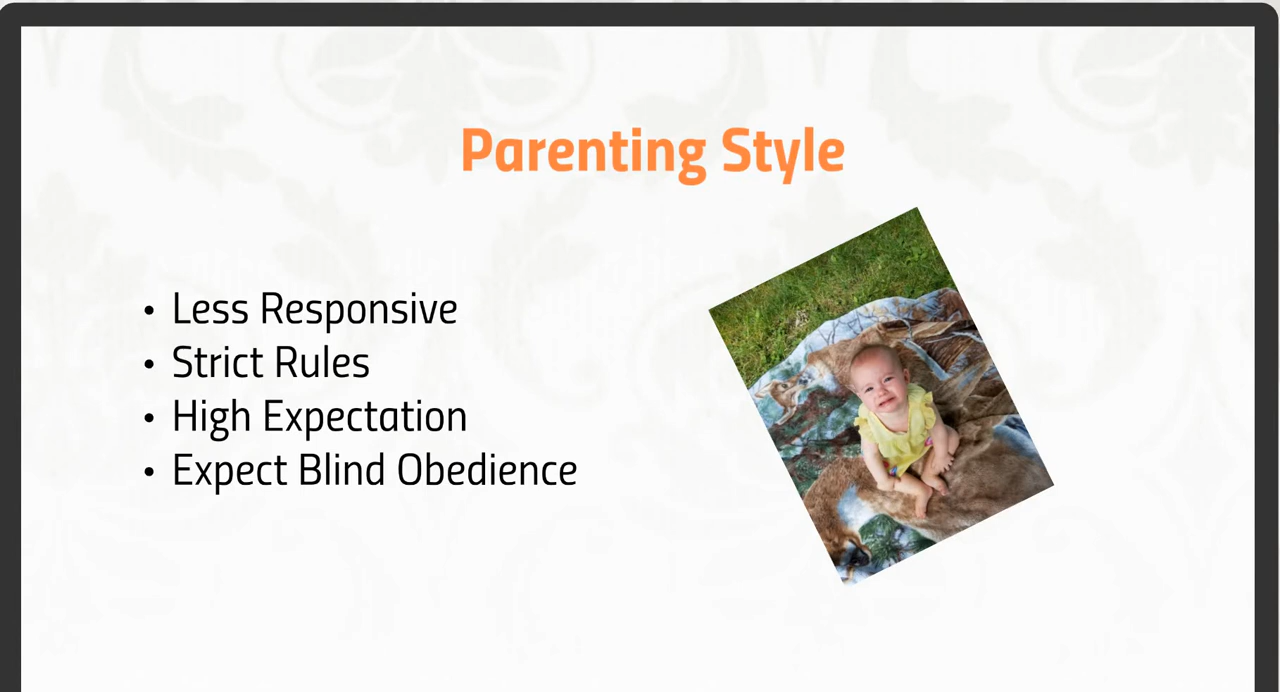 Parenting Style
• Less Responsive
• Strict Rules
• High Expectation
• Expect Blind Obedience